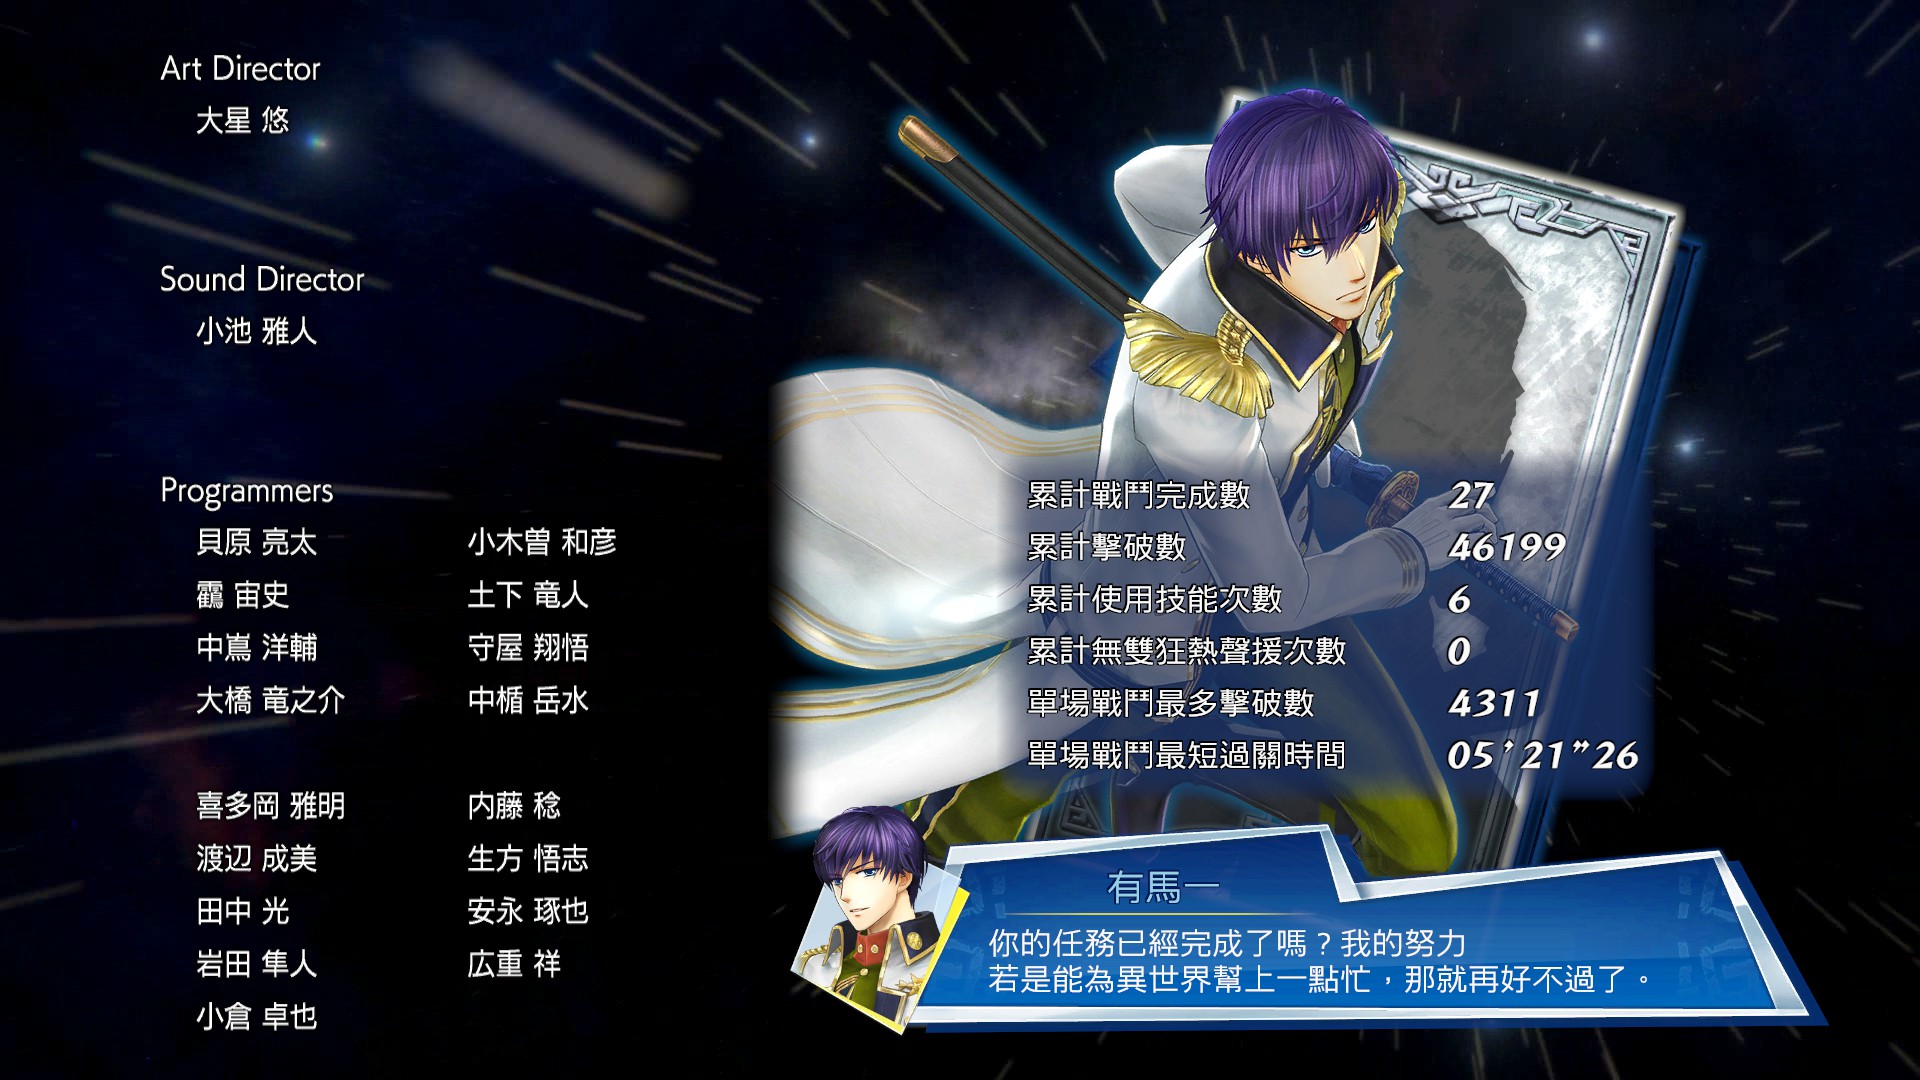 Art Director
大星 悠
Sound Director
小池 雅人
Programmers
貝原 亮太 小木曽 和彦
靍 宙史 土下 竜人
中嶌 洋輔 守屋 翔悟
大橋 竜之介 中楯 岳水
喜多岡 雅明 内藤 稔
渡辺 成美 生方 悟志
田中 光 安永 琢也
岩田 隼人 広重 祥
小倉 卓也
累計戰鬥完成數 27
累計擊破數 46199
累計使用技能次數 6
累計無雙狂熱聲援次數 0
單場戰鬥最多擊破數 4311
單場戰鬥最短過關時間 05’21”26
有馬一
你的任務已經完成了嗎？我的努力
若是能為異世界幫上一點忙，那就再好不過了。